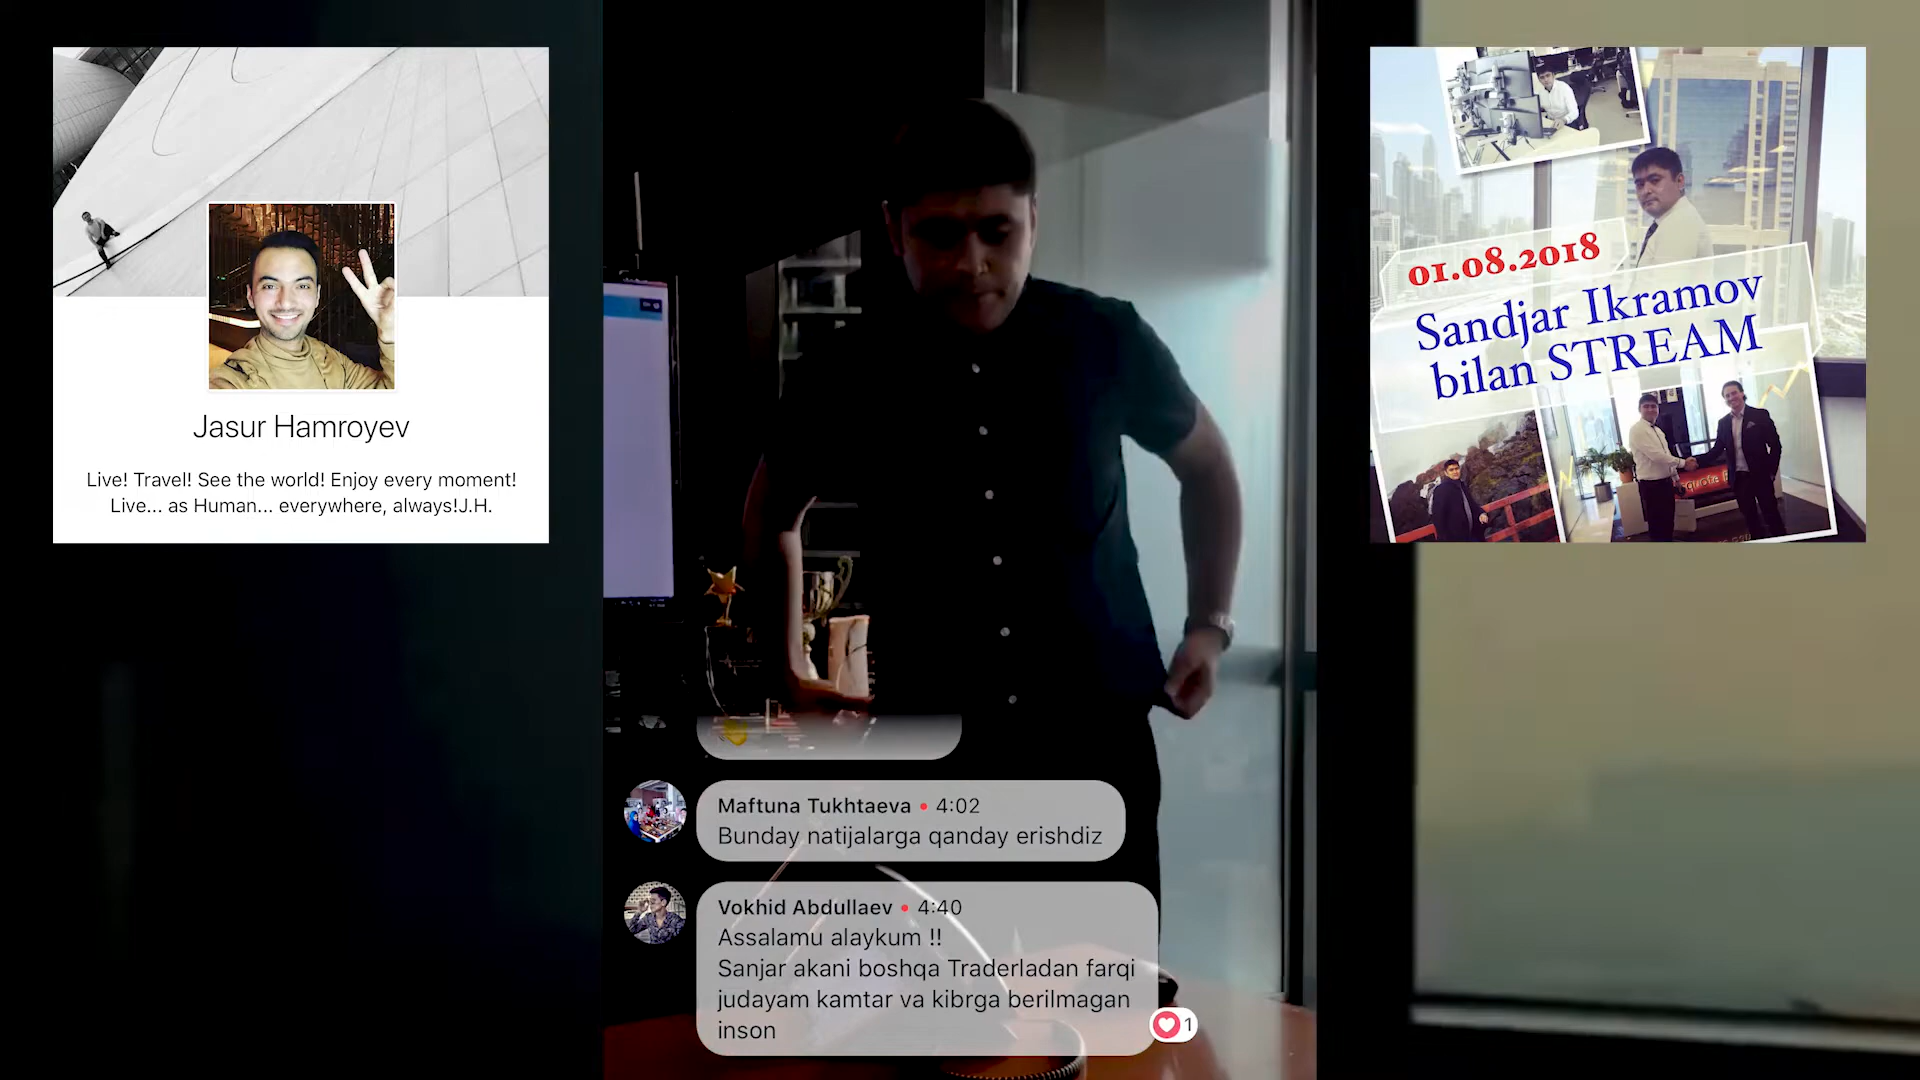 Jasur Hamroyev
Live! Travel! See the world! Enjoy every moment!
Live... as Human... everywhere, always!J.H.
Maftuna Tukhtaeva • 4:02
Bunday natijalarga qanday erishdiz
Vokhid Abdullaev • 4:40
Assalamu alaykum !!
Sanjar akani boshqa Traderladan farqi
judayam kamtar va kibrga berilmagan
inson
1
01.08.2018
Sandjar Ikramov
bilan STREAM